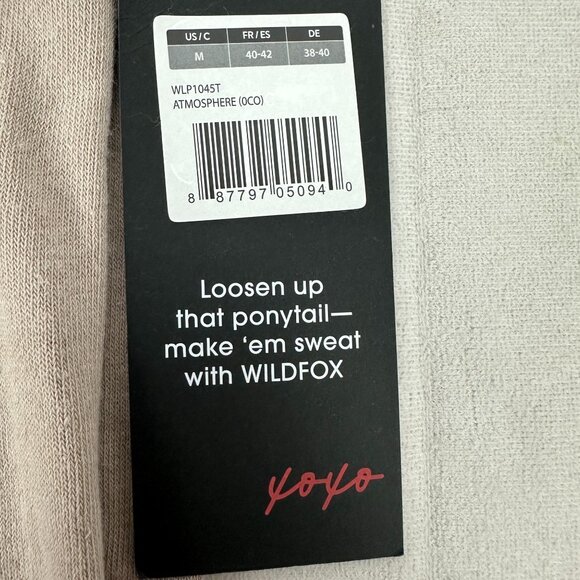 US / C FR / ES DE
M 40-42 38-40
WLP1045T
ATMOSPHERE (0CO)
8 87797 05094 0
Loosen up
that ponytail—
make ‘em sweat
with WILDFOX
xoxo